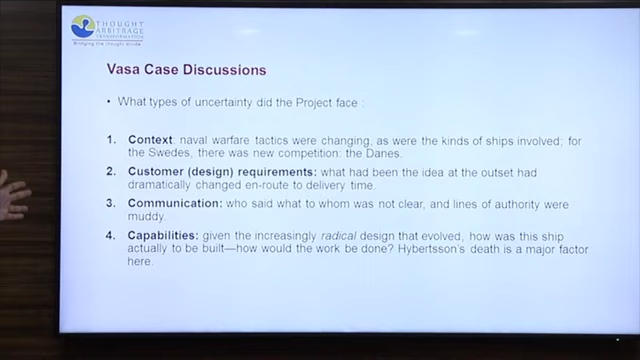 THOUGHT
ARBITRAGE
Bridging the thought divide
Vasa Case Discussions
• What types of uncertainty did the Project face :
1. Context: naval warfare tactics were changing, as were the kinds of ships involved; for
the Swedes, there was new competition: the Danes.
2. Customer (design) requirements: what had been the idea at the outset had
dramatically changed en-route to delivery time.
3. Communication: who said what to whom was not clear, and lines of authority were
muddy.
4. Capabilities: given the increasingly radical design that evolved, how was this ship
actually to be built—how would the work be done? Hybertsson's death is a major factor
here.